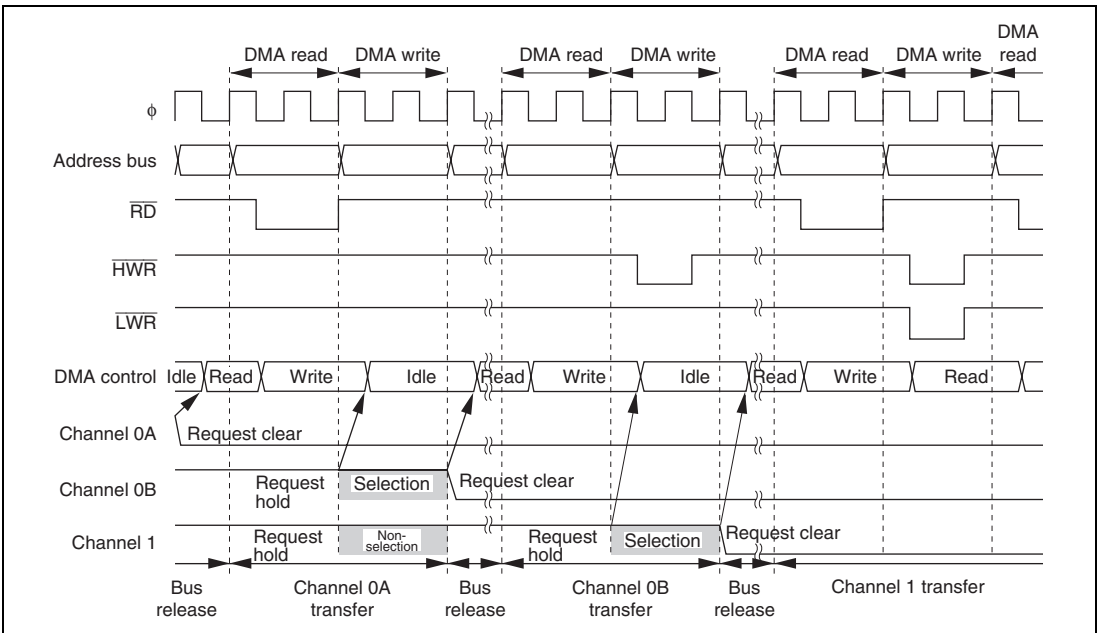 DMA
DMA read DMA write DMA read DMA write DMA read DMA write read
φ
Address bus
RD
HWR
LWR
DMA control Idle Read Write Idle Read Write Idle Read Write Read
Channel 0A Request clear
Channel 0B Request hold Selection Request clear
Channel 1 Request hold Non-selection Request hold Selection Request clear
Bus release Channel 0A transfer Bus release Channel 0B transfer Bus release Channel 1 transfer